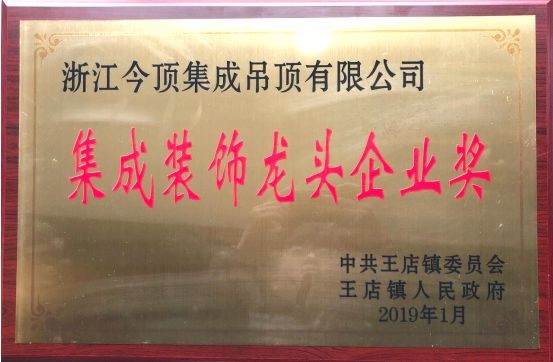 浙江今顶集成吊顶有限公司
集成装饰龙头企业奖
中共王店镇委员会
王店镇人民政府
2019年1月